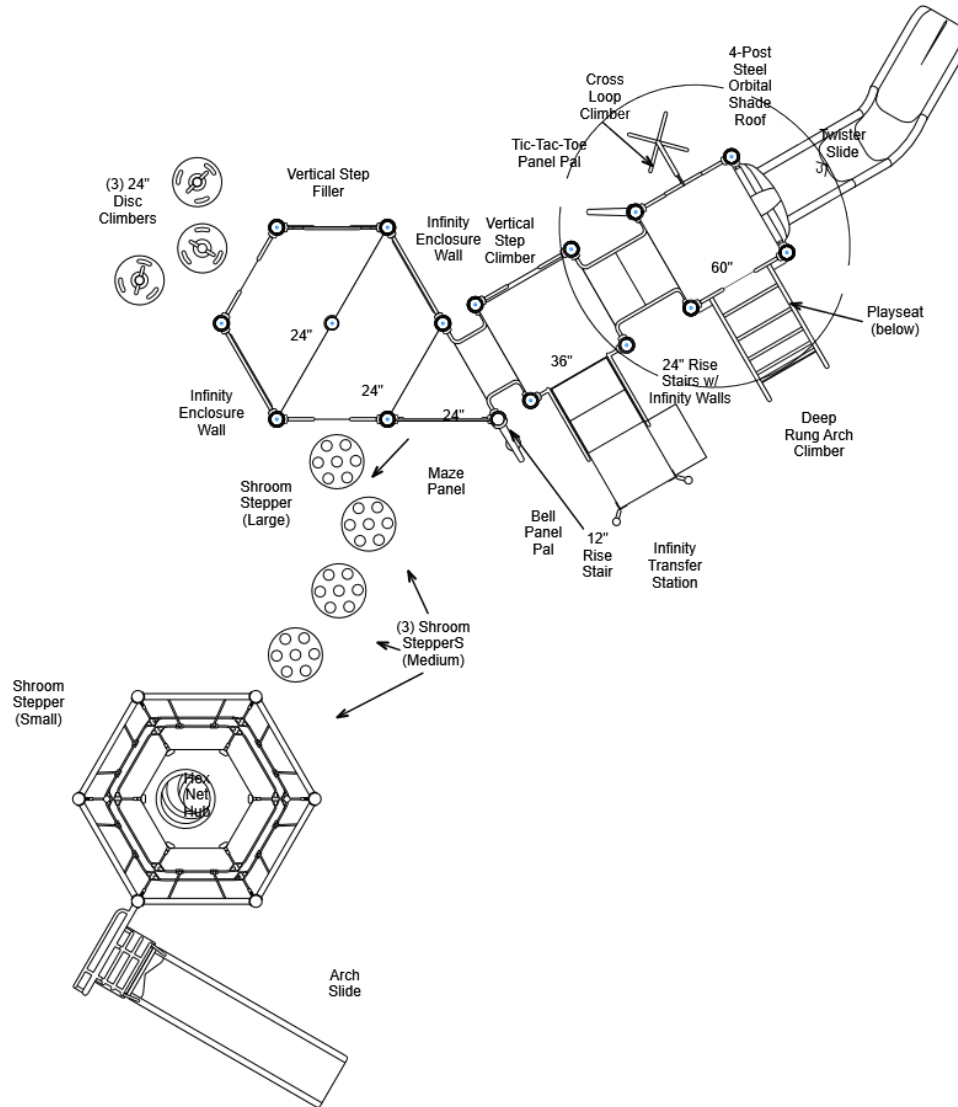 4-Post
Steel
Orbital
Shade
Roof
Cross
Loop
Climber
Tic-Tac-Toe
Panel Pal
Twister
Slide
(3) 24"
Disc
Climbers
Vertical Step
Filler
Infinity
Enclosure
Wall
Vertical
Step
Climber
60"
Playseat
(below)
24"
36"
24" Rise
Stairs w/
Infinity Walls
24"
24"
Infinity
Enclosure
Wall
Deep
Rung Arch
Climber
Shroom
Stepper
(Large)
Maze
Panel
Bell
Panel
Pal
12"
Rise
Stair
Infinity
Transfer
Station
(3) Shroom
StepperS
(Medium)
Shroom
Stepper
(Small)
Hex
Net
Hub
Arch
Slide